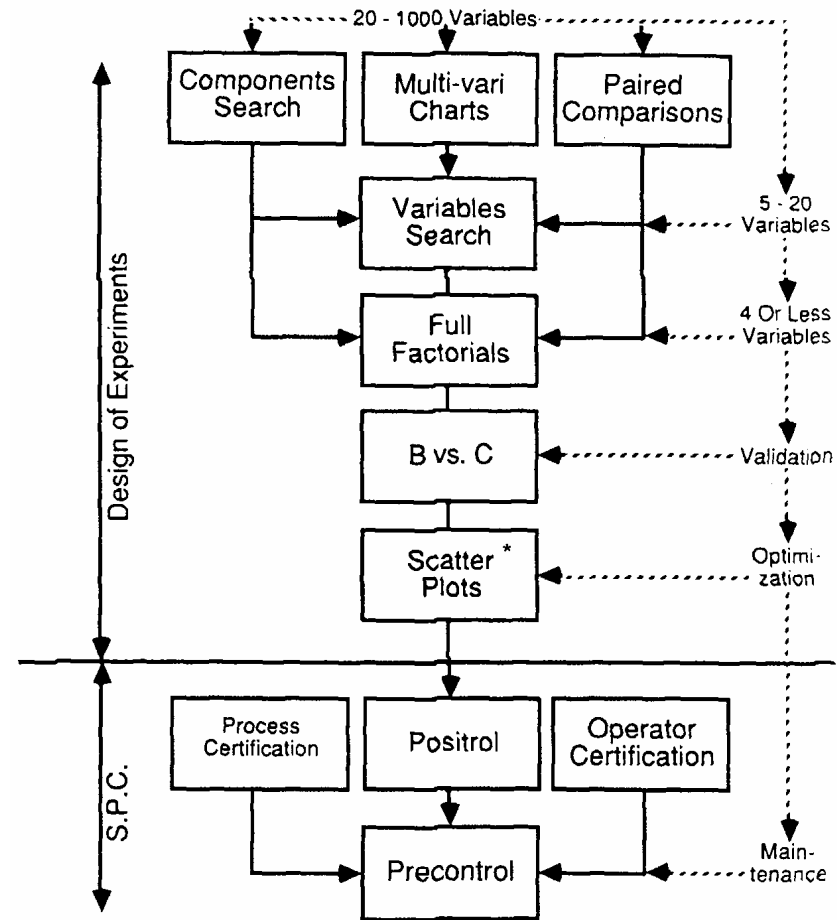 20 - 1000 Variables
Components
Search
Multi-vari
Charts
Paired
Comparisons
Variables
Search
5 - 20
Variables
Full
Factorials
4 Or Less
Variables
Design of Experiments
B vs. C
Validation
Scatter *
Plots
Optimi-
zation
Process
Certification
Positrol
Operator
Certification
S.P.C.
Precontrol
Main-
tenance